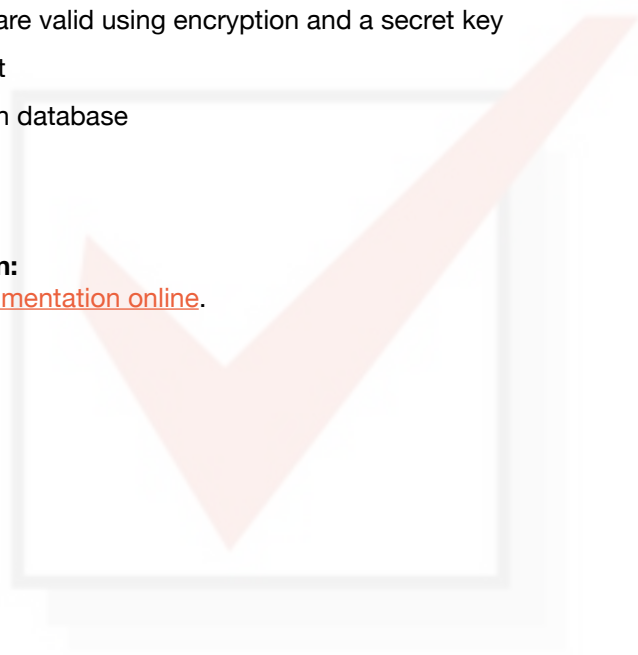 are valid using encryption and a secret key
t
n database
n:
mentation online.